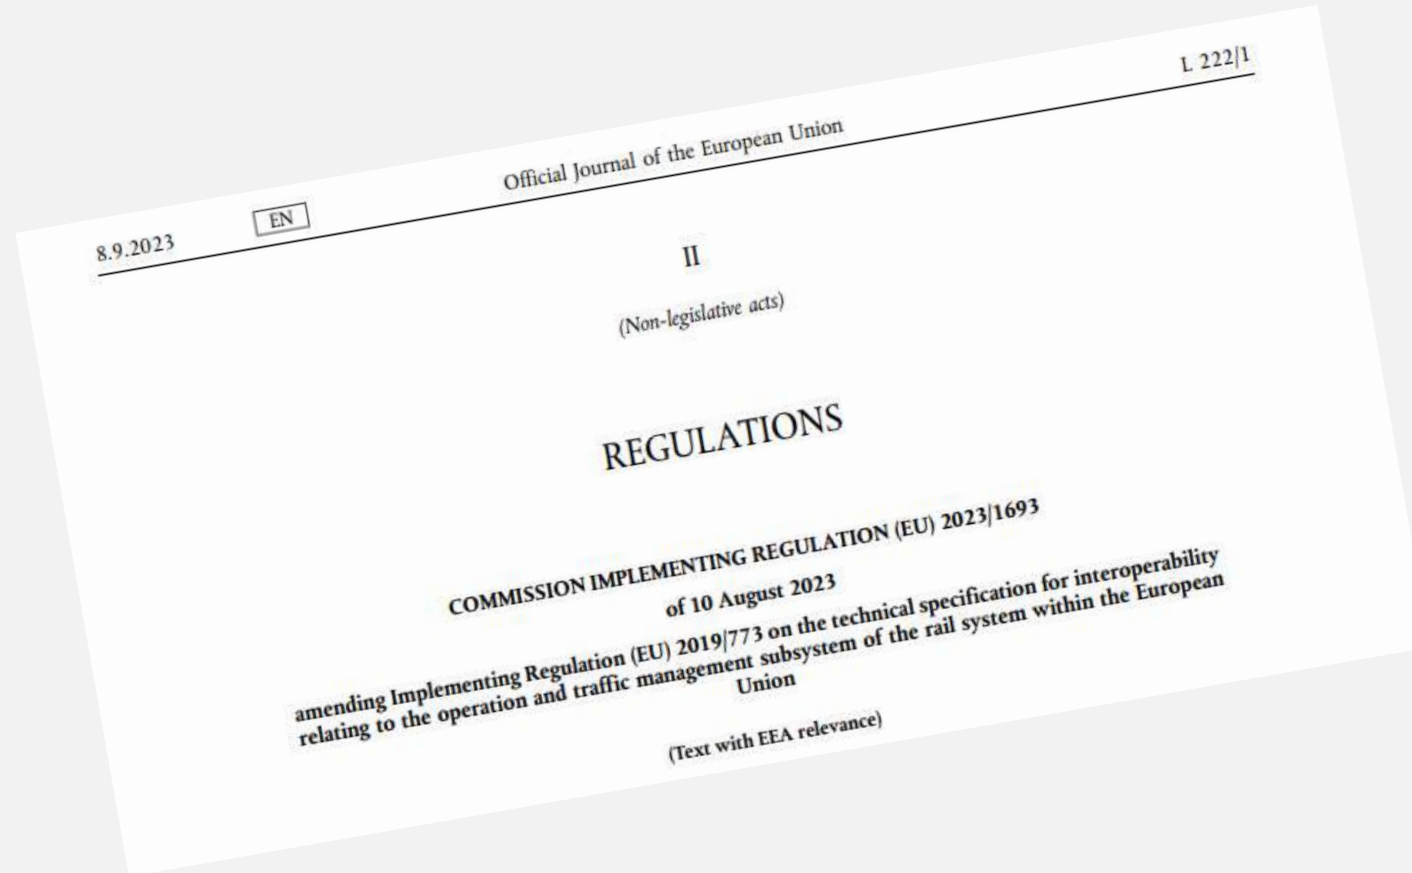 8.9.2023 EN Official Journal of the European Union L 222/1
II
(Non-legislative acts)
REGULATIONS
COMMISSION IMPLEMENTING REGULATION (EU) 2023/1693
of 10 August 2023
amending Implementing Regulation (EU) 2019/773 on the technical specification for interoperability
relating to the operation and traffic management subsystem of the rail system within the European
Union
(Text with EEA relevance)